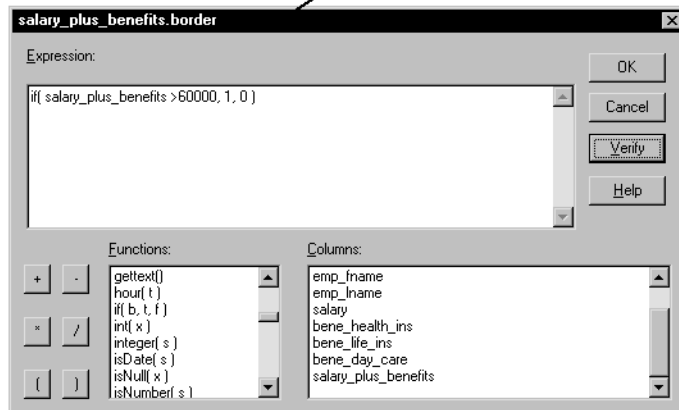 salary_plus_benefits.border
Expression:
if( salary_plus_benefits >60000, 1, 0 )
OK
Cancel
Verify
Help
Functions:
Columns:
+ -
* /
( )
gettext()
hour( t )
if( b, t, f )
int( x )
integer( s )
isDate( s )
isNull( x )
isNumber( s )
emp_fname
emp_lname
salary
bene_health_ins
bene_life_ins
bene_day_care
salary_plus_benefits